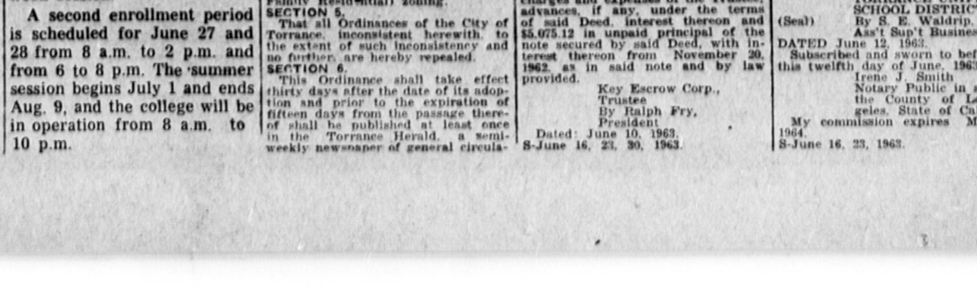 A second enrollment period
is scheduled for June 27 and
28 from 8 a.m. to 2 p.m. and
from 6 to 8 p.m. The summer
session begins July 1 and ends
Aug. 9, and the college will be
in operation from 8 a.m. to
10 p.m.
SECTION 5.
That all Ordinances of the City of
Torrance, inconsistent herewith, to
the extent of such inconsistency and
no further, are hereby repealed.
SECTION 6.
This Ordinance shall take effect
thirty days after the date of its adop-
tion and prior to the expiration of
fifteen days from the passage there-
of shall be published at least once
in the Torrance Herald, a semi-
weekly newspaper of general circula-
advances, if any, under the terms
of said Deed, interest thereon and
$5,075.12 in unpaid principal of the
note secured by said Deed, with in-
terest thereon from November 20,
1962, as in said note and by law
provided.
Key Escrow Corp.,
Trustee
By Ralph Fry,
President
Dated: June 10, 1963.
S-June 16, 23, 30, 1963.
SCHOOL DISTRI
(Seal) By S. E. Waldrip,
Ass't Sup't Busines
DATED June 12, 1963.
Subscribed and sworn to bef
this twelfth day of June, 1963
Irene J. Smith
Notary Public in a
the County of Lo
geles, State of Ca
My commission expires M
1964.
S-June 16, 23, 1963.